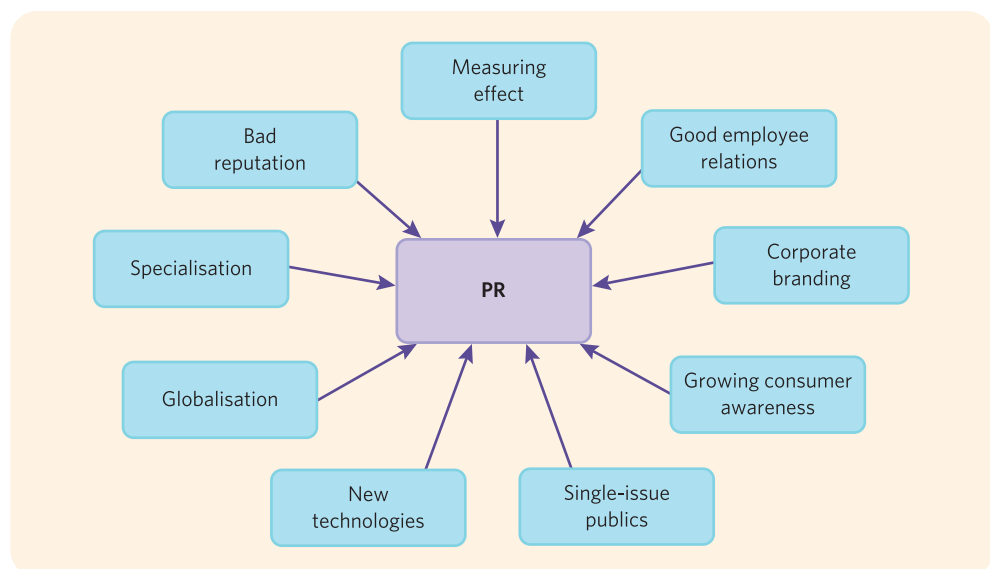 Measuring
effect
Bad
reputation
Good employee
relations
Specialisation
Corporate
branding
PR
Globalisation
Growing consumer
awareness
New
technologies
Single-issue
publics